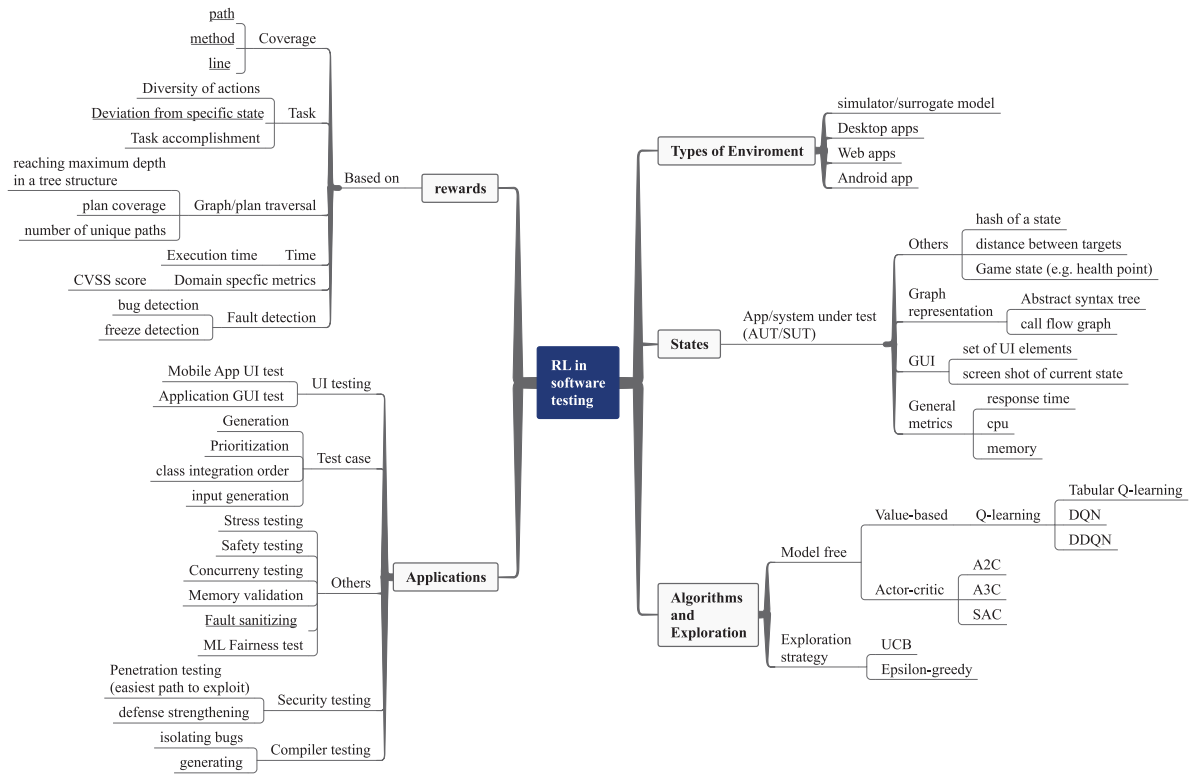 path
method
Coverage
line
Diversity of actions
Deviation from specific state
Task
Task accomplishment
reaching maximum depth
in a tree structure
plan coverage
Graph/plan traversal
number of unique paths
Execution time
Time
CVSS score
Domain specfic metrics
bug detection
freeze detection
Fault detection
Based on
rewards
Mobile App UI test
Application GUI test
UI testing
Generation
Prioritization
class integration order
input generation
Test case
Stress testing
Safety testing
Concurreny testing
Memory validation
Fault sanitizing
ML Fairness test
Others
Penetration testing
(easiest path to exploit)
defense strengthening
Security testing
isolating bugs
generating
Compiler testing
Applications
RL in
software
testing
Types of Enviroment
simulator/surrogate model
Desktop apps
Web apps
Android app
States
App/system under test
(AUT/SUT)
Others
hash of a state
distance between targets
Game state (e.g. health point)
Graph
representation
Abstract syntax tree
call flow graph
GUI
set of UI elements
screen shot of current state
General
metrics
response time
cpu
memory
Algorithms
and
Exploration
Model free
Value-based
Q-learning
Tabular Q-learning
DQN
DDQN
Actor-critic
A2C
A3C
SAC
Exploration
strategy
UCB
Epsilon-greedy